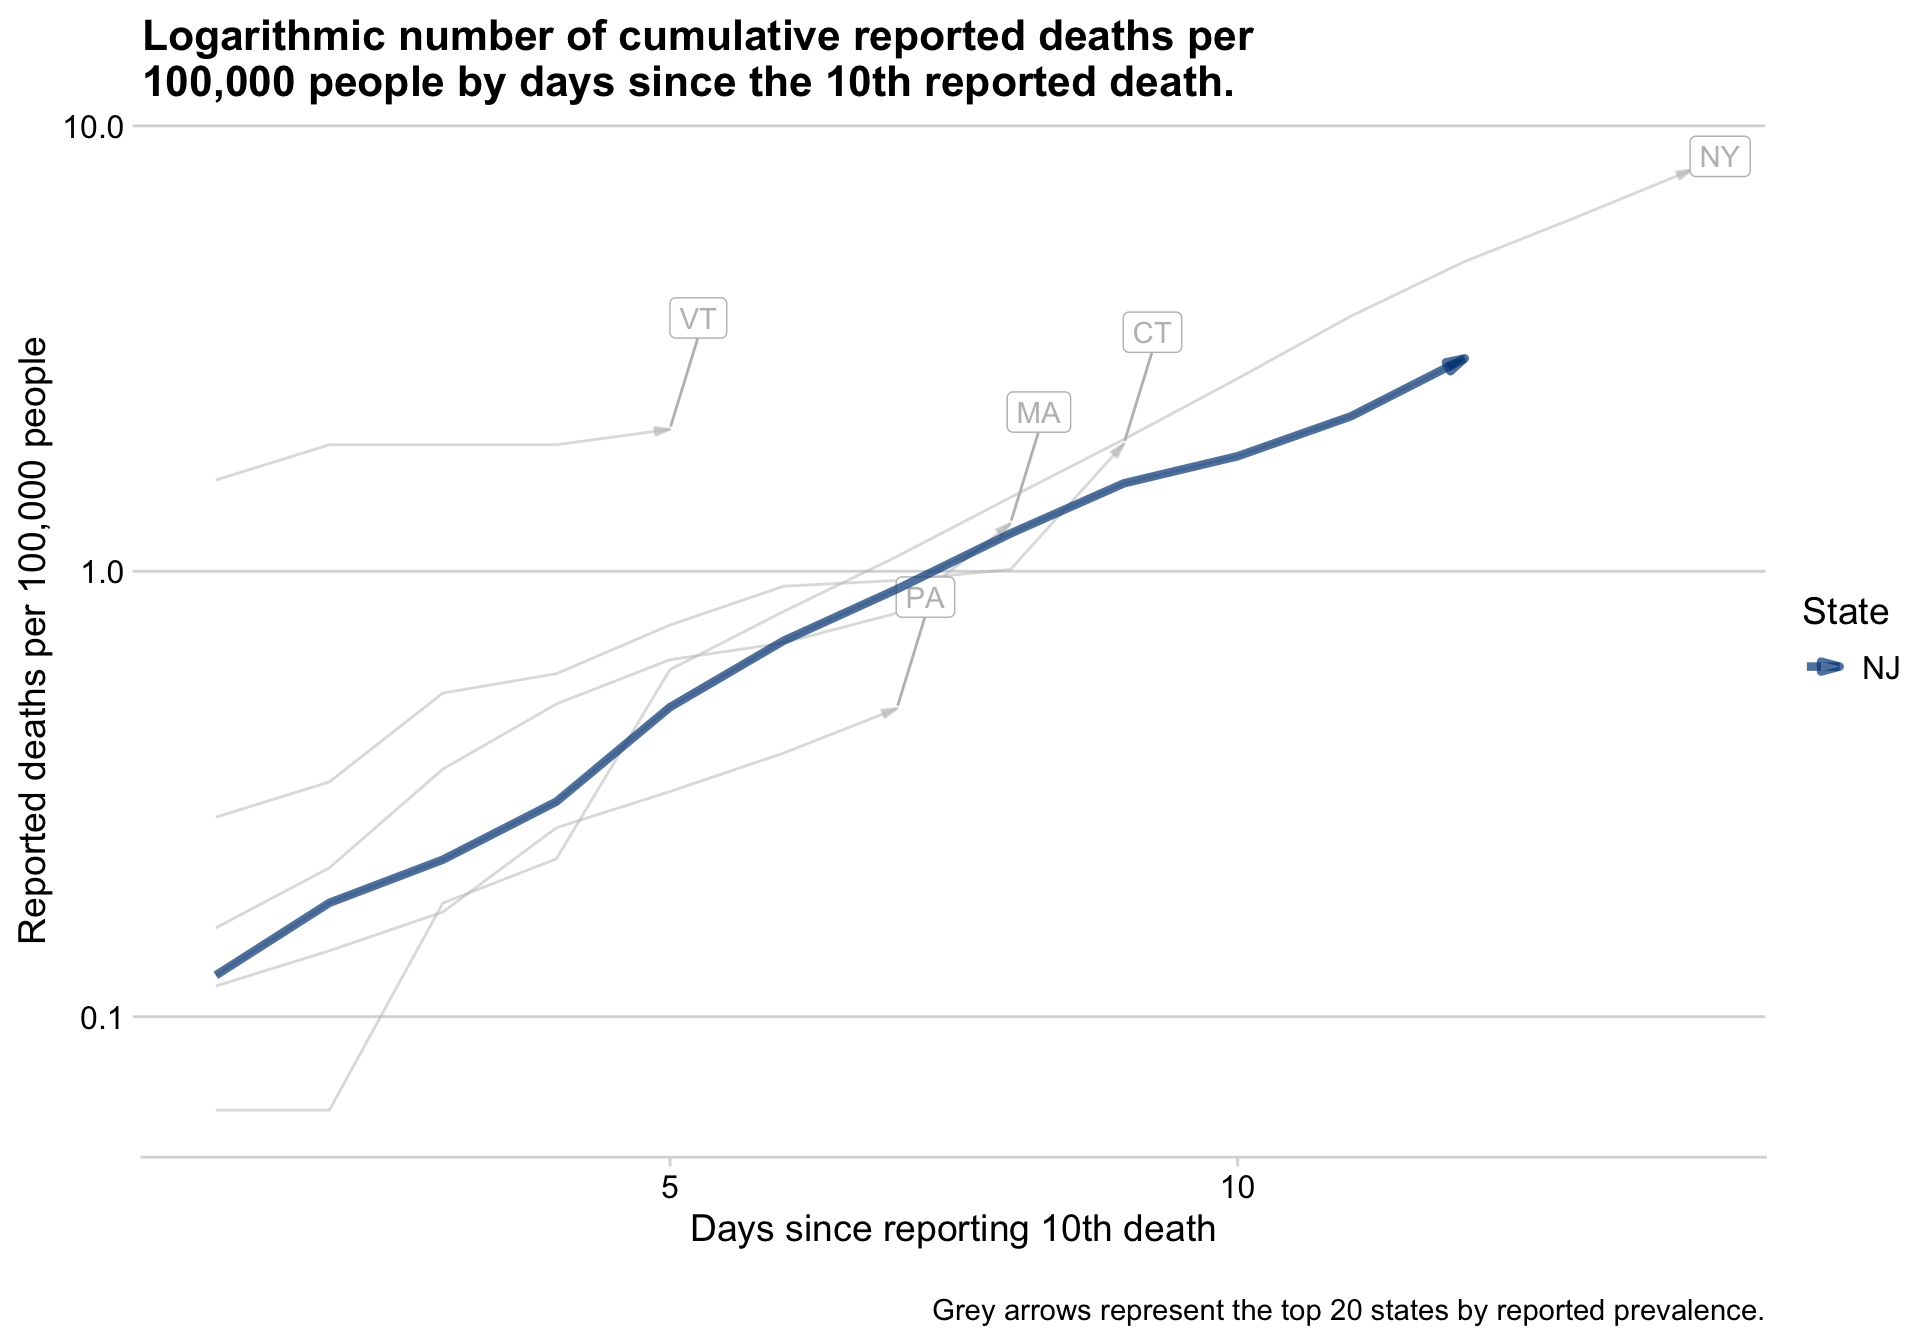 Logarithmic number of cumulative reported deaths per
100,000 people by days since the 10th reported death.
10.0
NY
VT
CT
MA
1.0
PA
0.1
Reported deaths per 100,000 people
State
NJ
5
10
Days since reporting 10th death
Grey arrows represent the top 20 states by reported prevalence.